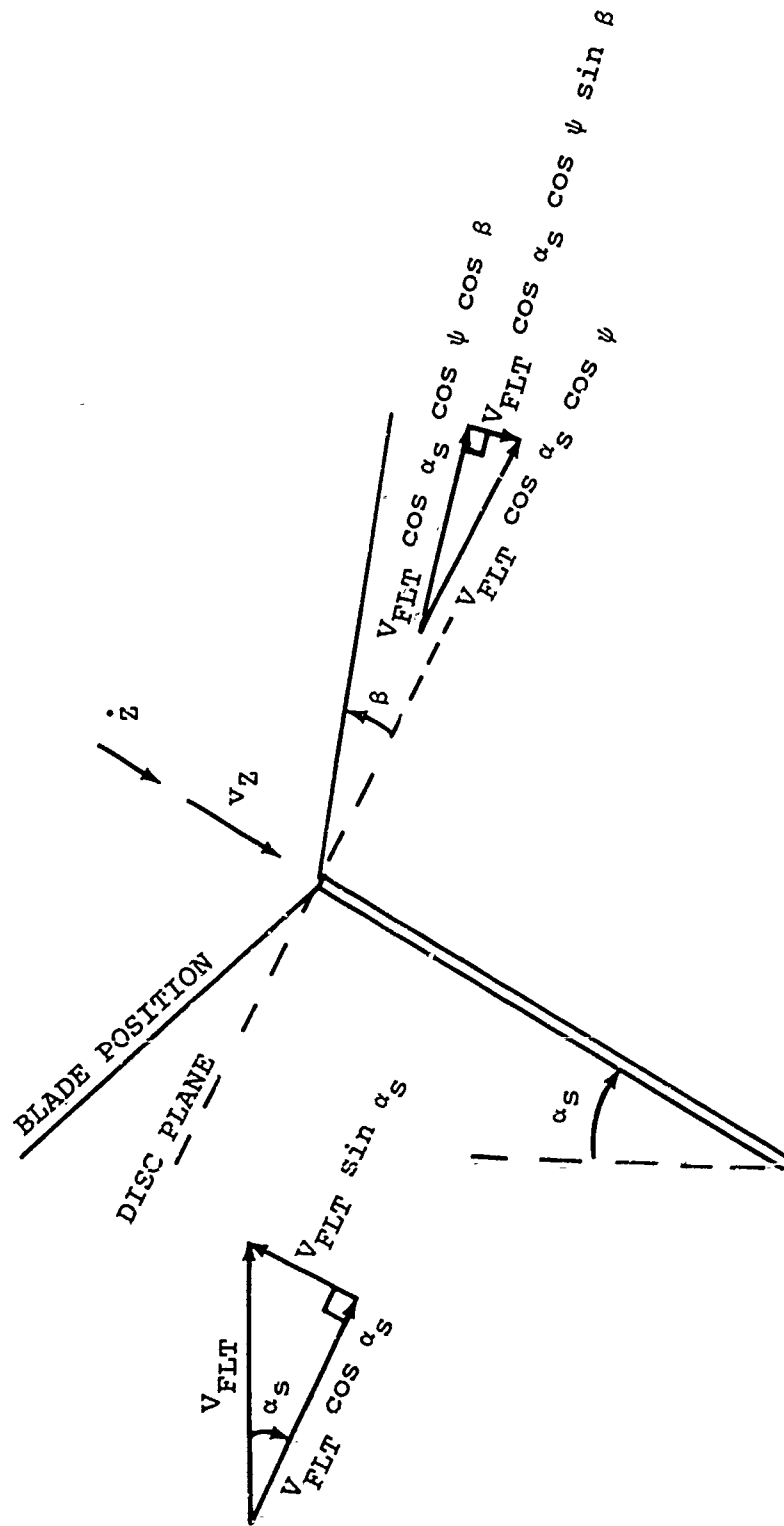 ż
v_Z
BLADE POSITION
DISC PLANE
β
V_FLT
α_S
V_FLT cos α_S
V_FLT sin α_S
α_S
V_FLT cos α_S cos ψ cos β
V_FLT cos α_S cos ψ sin β
V_FLT cos α_S cos ψ